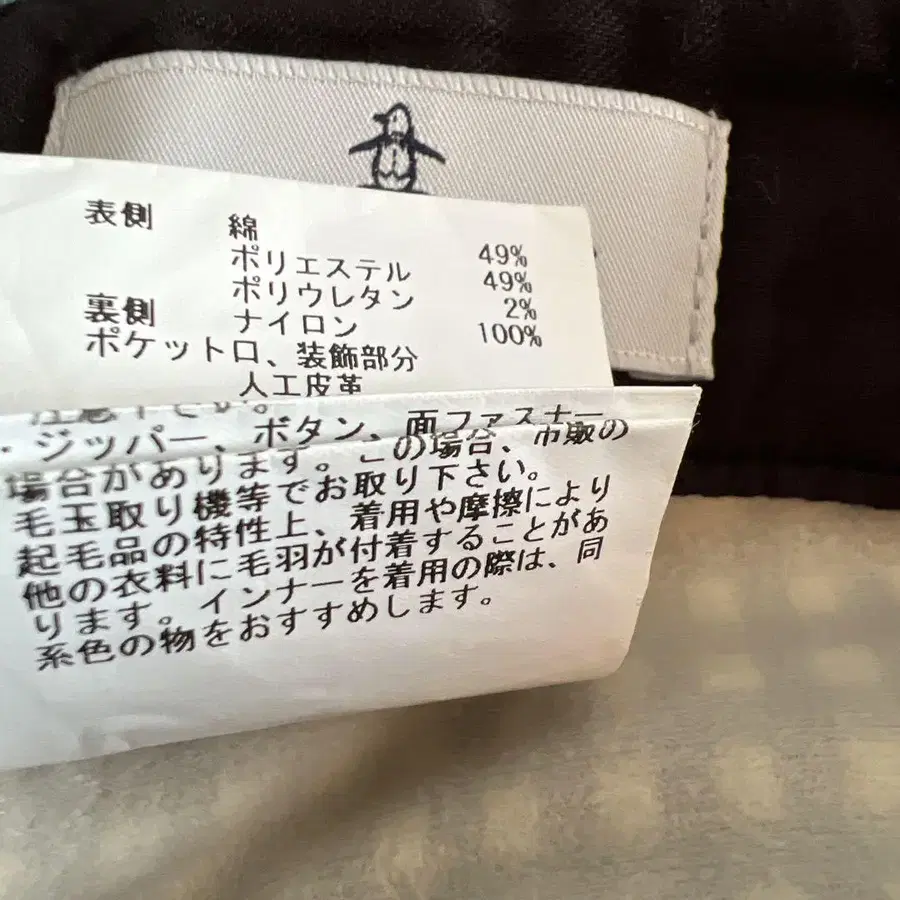 表側 綿 49%
ポリエステル 49%
ポリウレタン 2%
裏側 ナイロン 100%
ポケット口、装飾部分
人工皮革
注意下さい。
・ジッパー、ボタン、面ファスナー
場合があります。この場合、市販の
毛玉取り機等でお取り下さい。
起毛品の特性上、着用や摩擦により
他の衣料に毛羽が付着することがあ
ります。インナーを着用の際は、同
系色の物をおすすめします。